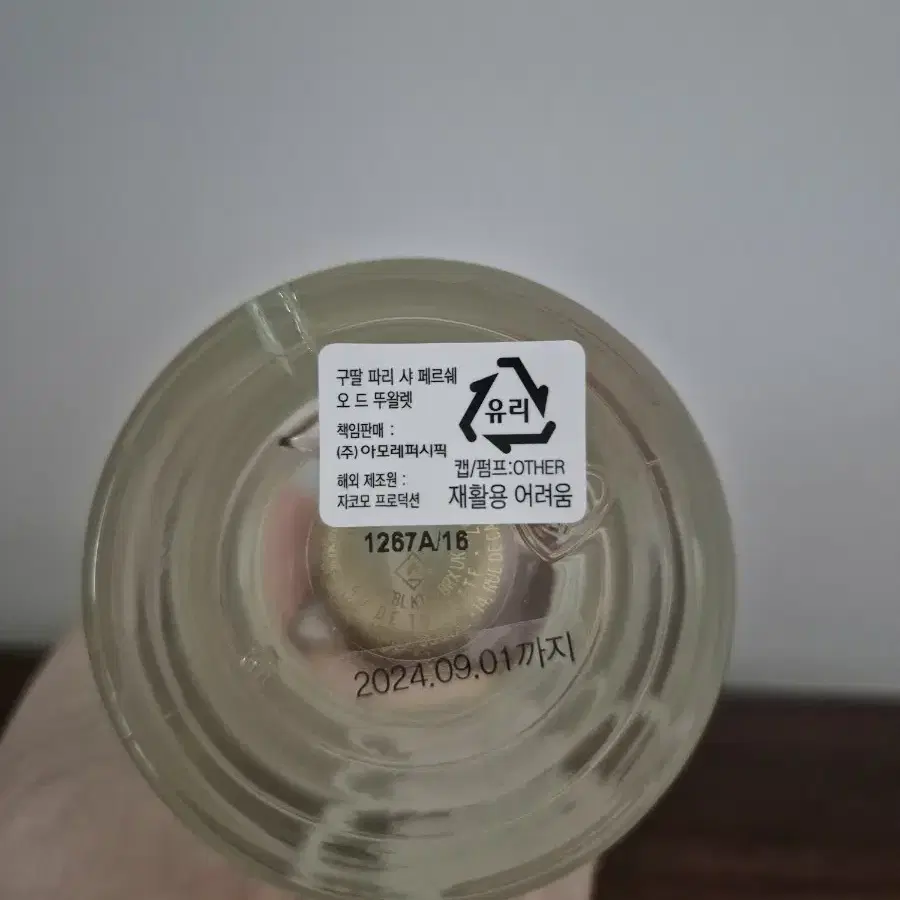 구딸 파리 샤 페르쉐
오 드 뚜왈렛
책임판매 :
(주)아모레퍼시픽
해외 제조원 :
지코모 프로덕션
유리
캡/펌프:OTHER
재활용 어려움
1267A/16
2024.09.01까지